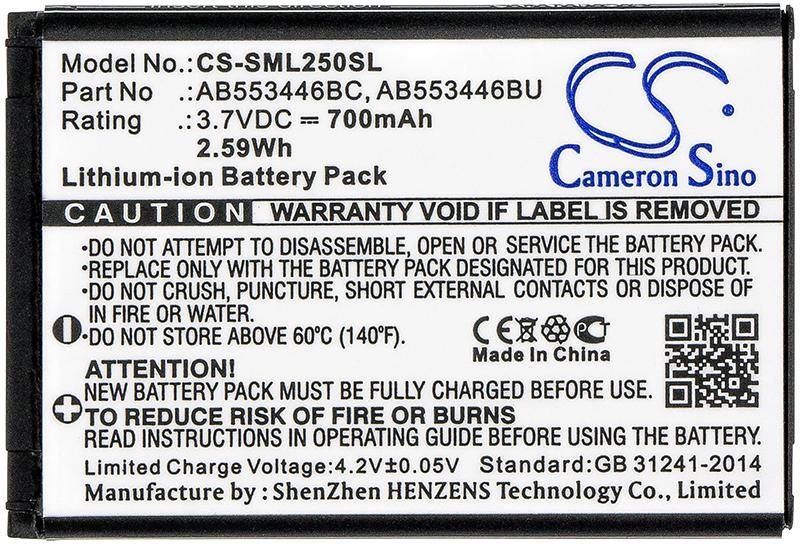 Model No.: CS-SML250SL
Part No :AB553446BC, AB553446BU
Rating :3.7VDC ⎓ 700mAh
2.59Wh
Lithium-ion Battery Pack
CS
Cameron Sino
CAUTION WARRANTY VOID IF LABEL IS REMOVED
•DO NOT ATTEMPT TO DISASSEMBLE, OPEN OR SERVICE THE BATTERY PACK.
•REPLACE ONLY WITH THE BATTERY PACK DESIGNATED FOR THIS PRODUCT.
•DO NOT CRUSH, PUNCTURE, SHORT EXTERNAL CONTACTS OR DISPOSE OF
IN FIRE OR WATER.
•DO NOT STORE ABOVE 60°C (140°F).
CE
Made In China
ATTENTION!
NEW BATTERY PACK MUST BE FULLY CHARGED BEFORE USE!
TO REDUCE RISK OF FIRE OR BURNS
READ INSTRUCTIONS IN OPERATING GUIDE BEFORE USING BATTERY.
Limited Charge Voltage:4.2V±0.05V Standard:GB 31241-2014
Manufacturer by : ShenZhen HENZENS Technology Co., Limited